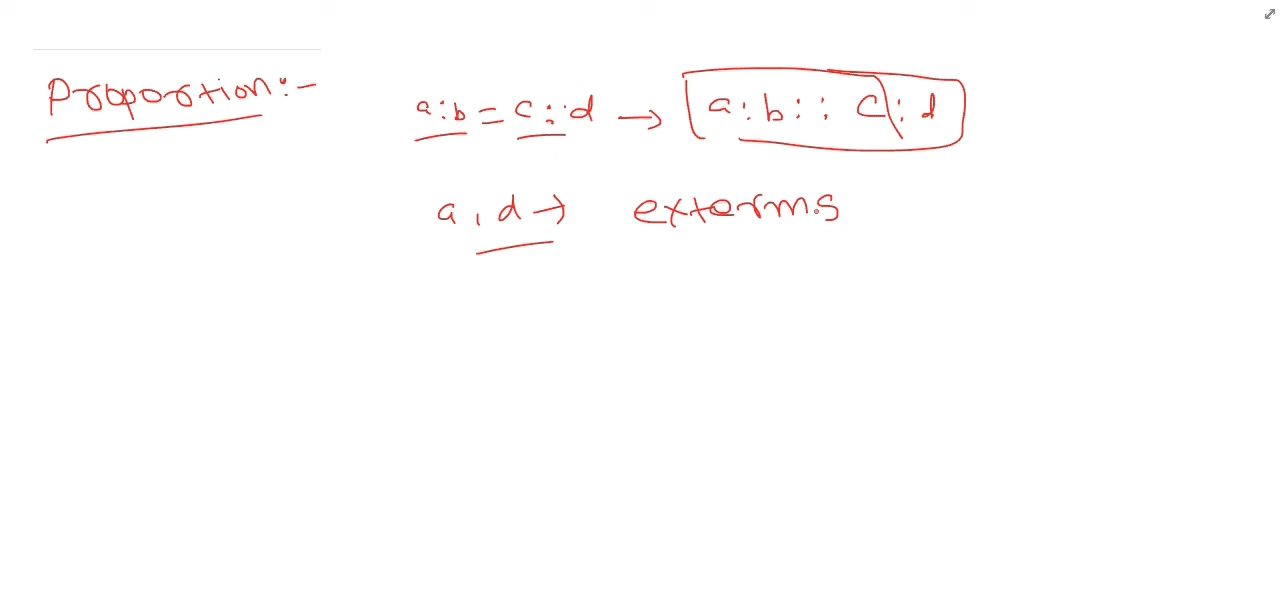 Proportion:-
a:b = c:d → a:b::c:d
a, d → exterms